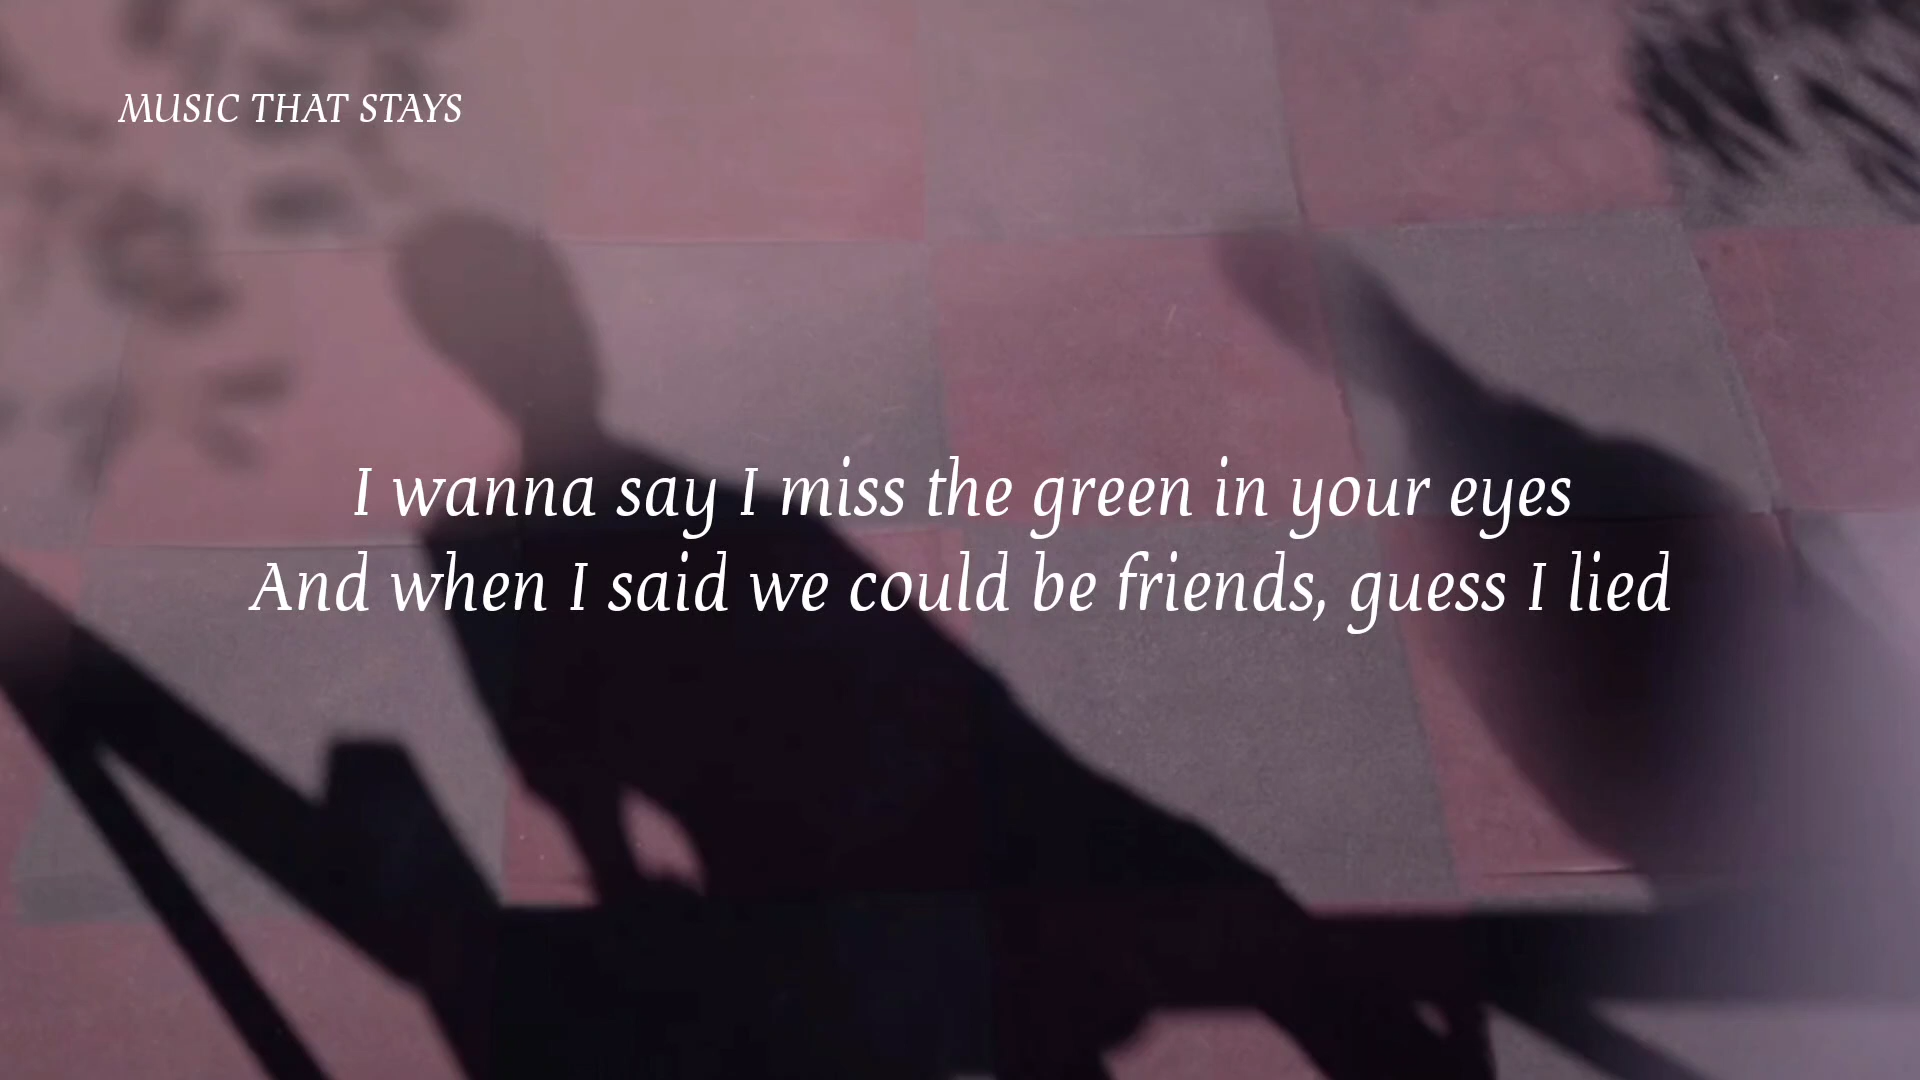 MUSIC THAT STAYS
I wanna say I miss the green in your eyes
And when I said we could be friends, guess I lied